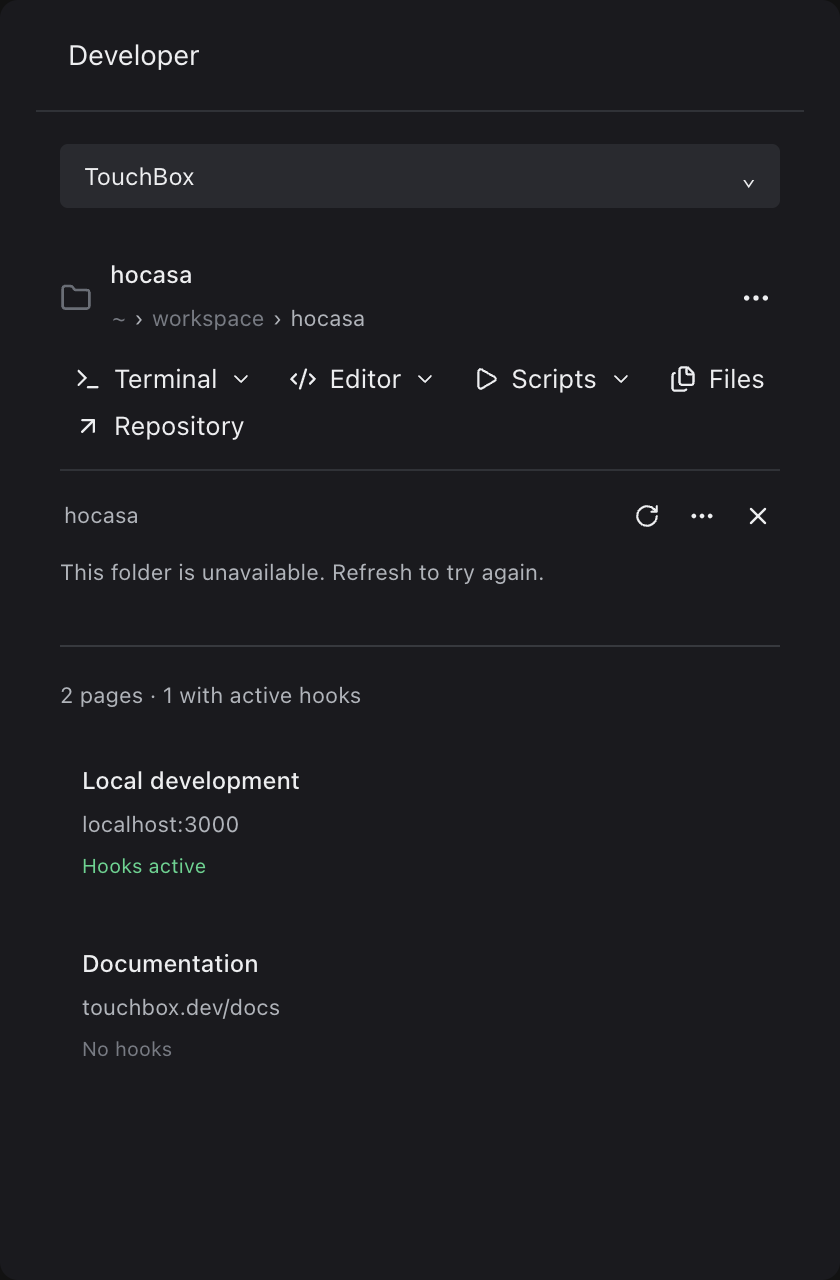 Developer
TouchBox
hocasa
~ › workspace › hocasa
Terminal Editor Scripts Files
Repository
hocasa
This folder is unavailable. Refresh to try again.
2 pages · 1 with active hooks
Local development
localhost:3000
Hooks active
Documentation
touchbox.dev/docs
No hooks